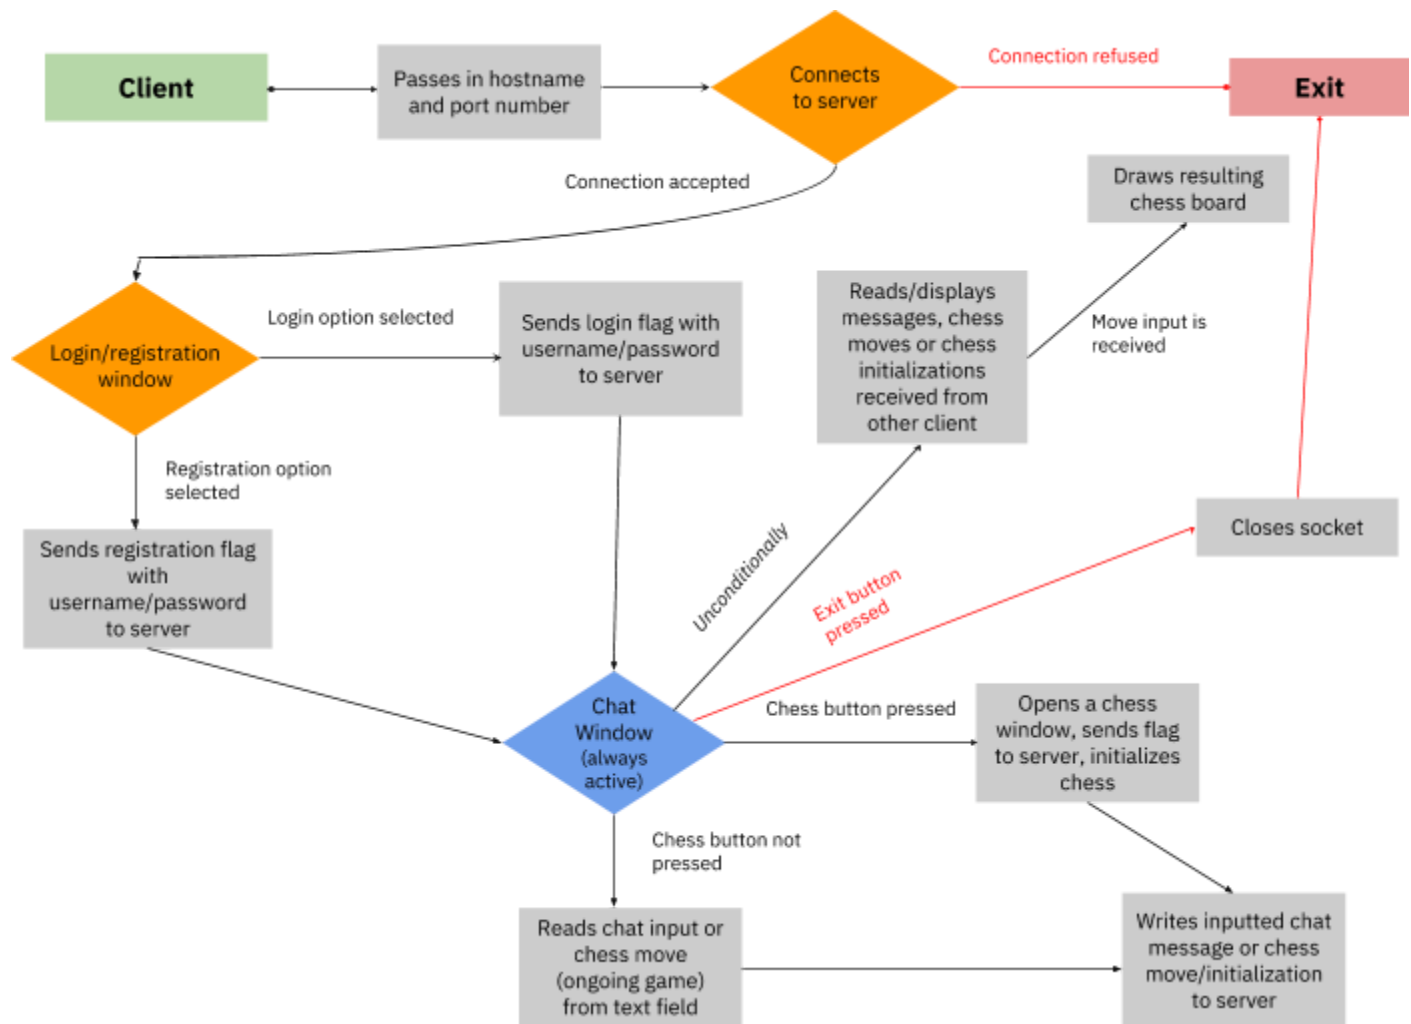 Client
Passes in hostname
and port number
Connects
to server
Connection refused
Exit
Connection accepted
Draws resulting
chess board
Login/registration
window
Login option selected
Sends login flag with
username/password
to server
Reads/displays
messages, chess
moves or chess
initializations
received from
other client
Move input is
received
Registration option
selected
Sends registration flag
with
username/password
to server
Unconditionally
Exit button
pressed
Closes socket
Chat
Window
(always
active)
Chess button pressed
Opens a chess
window, sends flag
to server, initializes
chess
Chess button not
pressed
Reads chat input or
chess move
(ongoing game)
from text field
Writes inputted chat
message or chess
move/initialization
to server